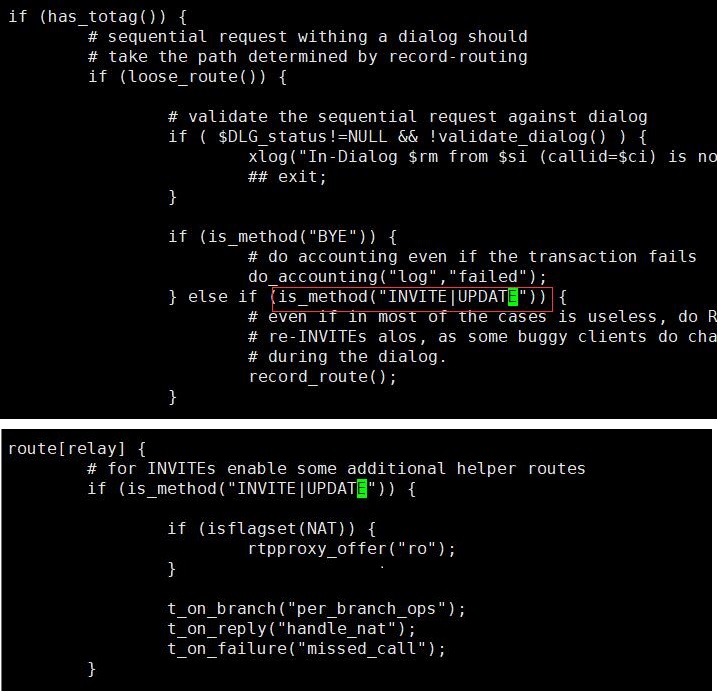 if (has_totag()) {
# sequential request withing a dialog should
# take the path determined by record-routing
if (loose_route()) {
# validate the sequential request against dialog
if ( $DLG_status!=NULL && !validate_dialog() ) {
xlog("In-Dialog $rm from $si (callid=$ci) is no
## exit;
}
if (is_method("BYE")) {
# do accounting even if the transaction fails
do_accounting("log","failed");
} else if (is_method("INVITE|UPDATE")) {
# even if in most of the cases is useless, do R
# re-INVITEs alos, as some buggy clients do cha
# during the dialog.
record_route();
}
route[relay] {
# for INVITEs enable some additional helper routes
if (is_method("INVITE|UPDATE")) {
if (isflagset(NAT)) {
rtpproxy_offer("ro");
}
t_on_branch("per_branch_ops");
t_on_reply("handle_nat");
t_on_failure("missed_call");
}